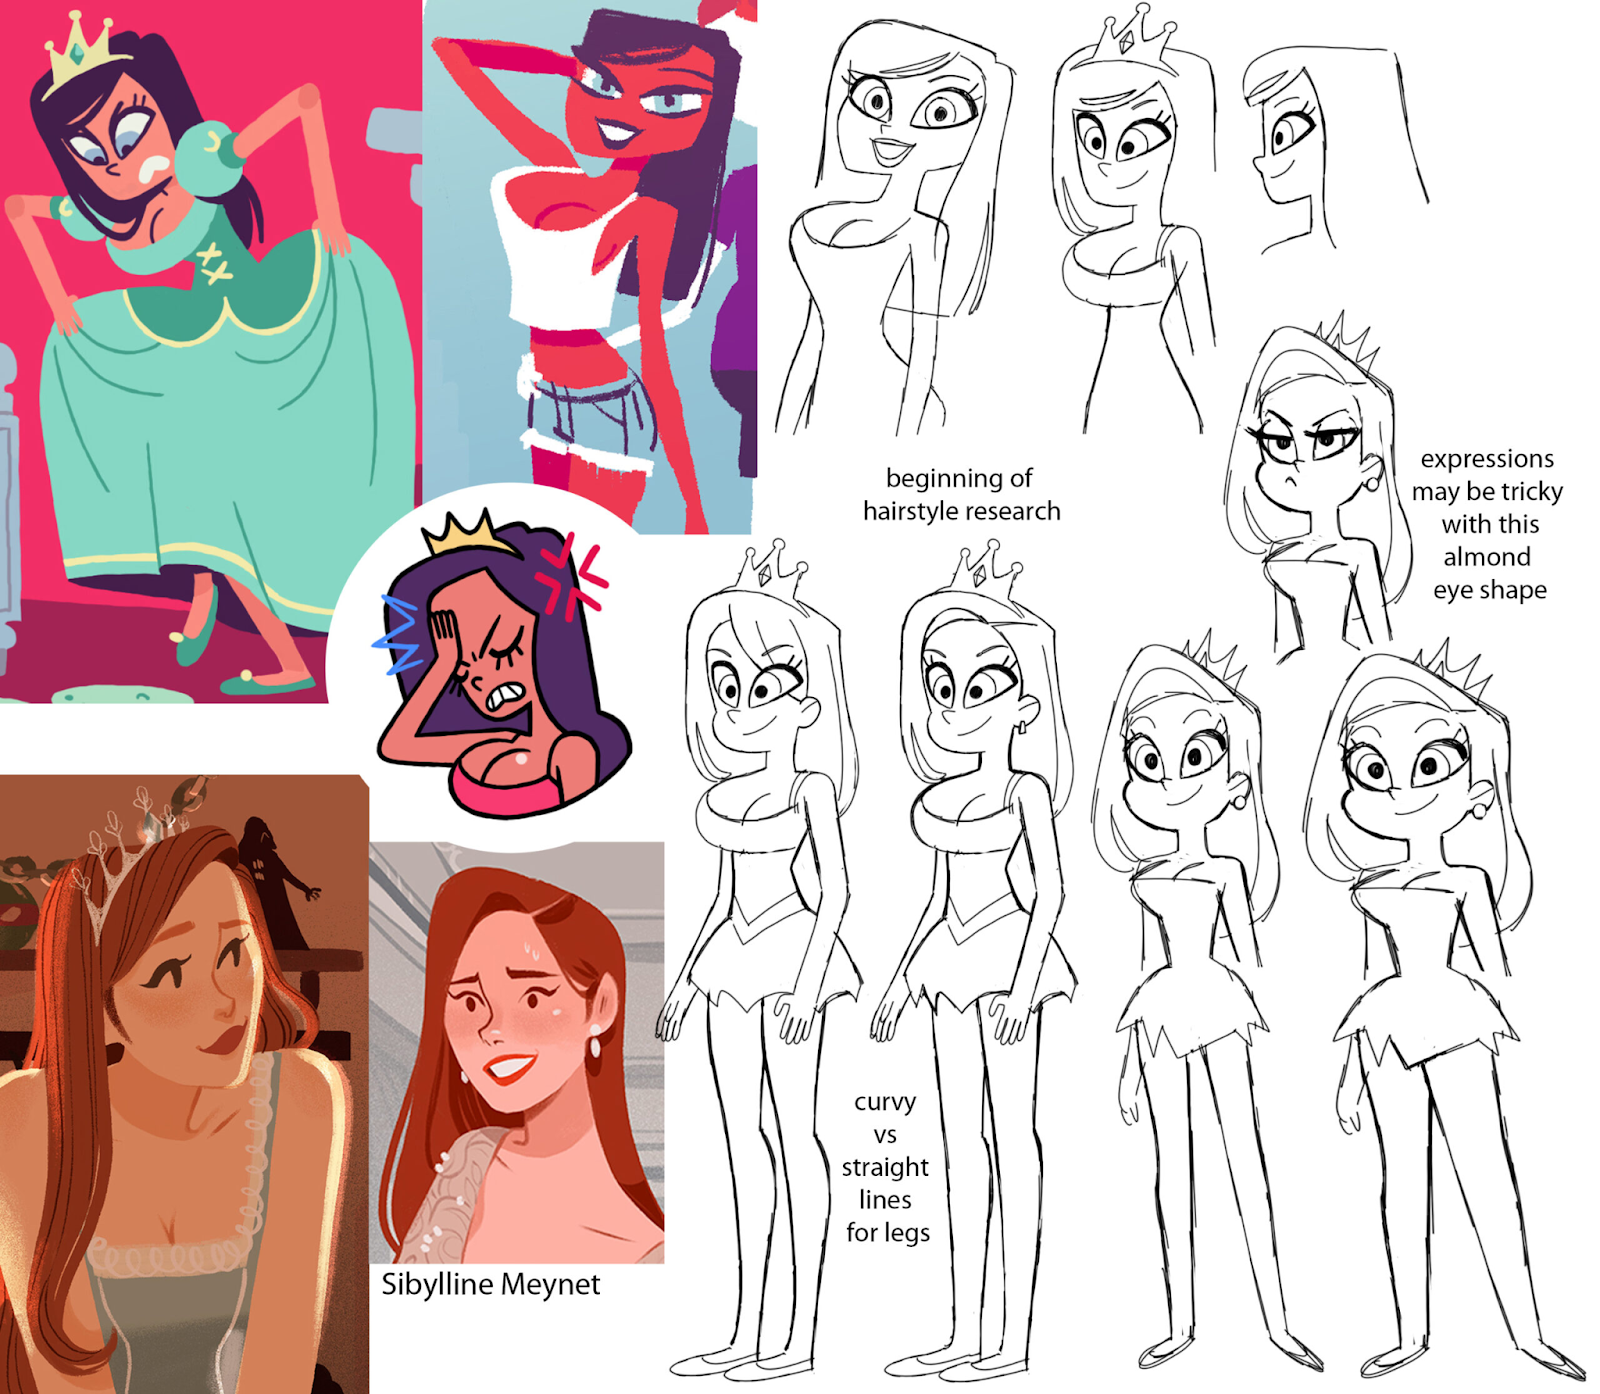 beginning of
hairstyle research
expressions
may be tricky
with this
almond
eye shape
curvy
vs
straight
lines
for legs
Sibylline Meynet